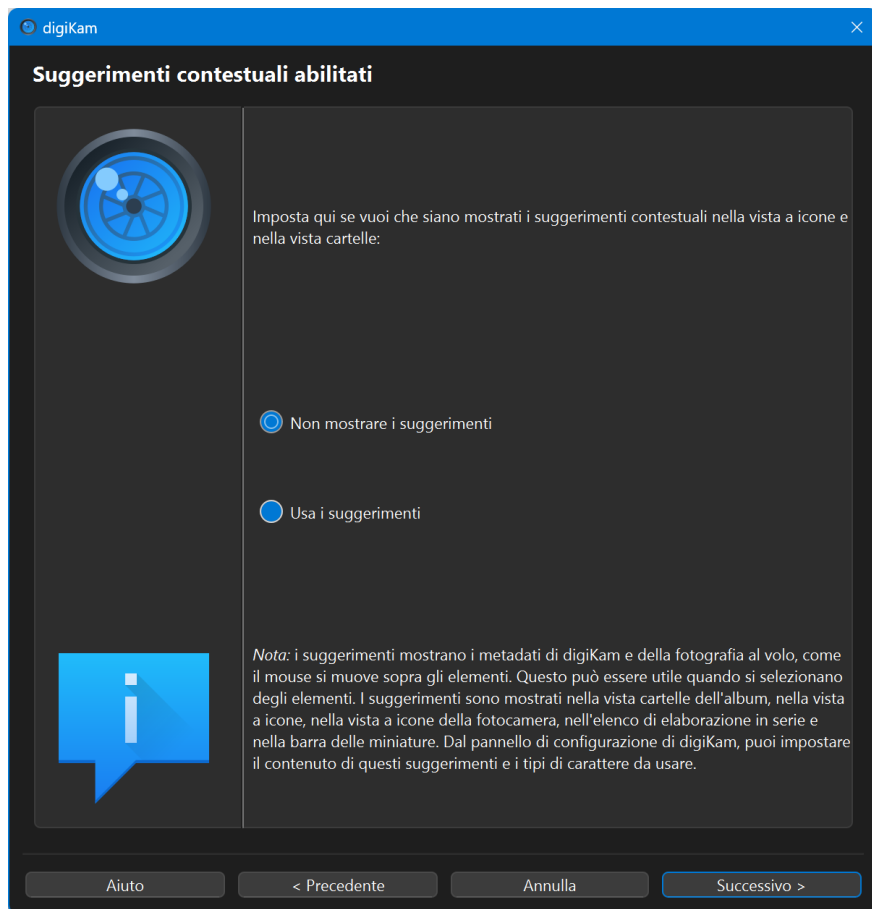 digiKam
Suggerimenti contestuali abilitati
Imposta qui se vuoi che siano mostrati i suggerimenti contestuali nella vista a icone e
nella vista cartelle:
Non mostrare i suggerimenti
Usa i suggerimenti
Nota: i suggerimenti mostrano i metadati di digiKam e della fotografia al volo, come
il mouse si muove sopra gli elementi. Questo può essere utile quando si selezionano
degli elementi. I suggerimenti sono mostrati nella vista cartelle dell'album, nella vista
a icone, nella vista a icone della fotocamera, nell'elenco di elaborazione in serie e
nella barra delle miniature. Dal pannello di configurazione di digiKam, puoi impostare
il contenuto di questi suggerimenti e i tipi di carattere da usare.
Aiuto
< Precedente
Annulla
Successivo >